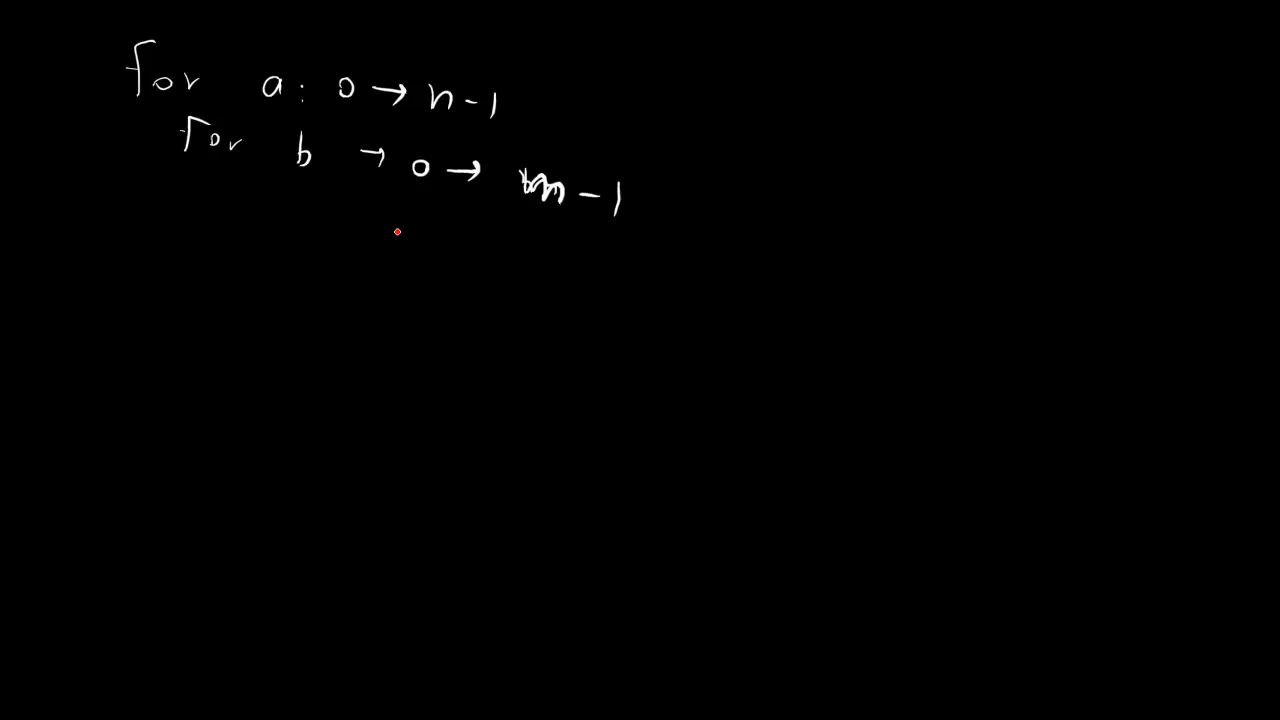 for a: 0 → n-1
for b → 0 → m-1